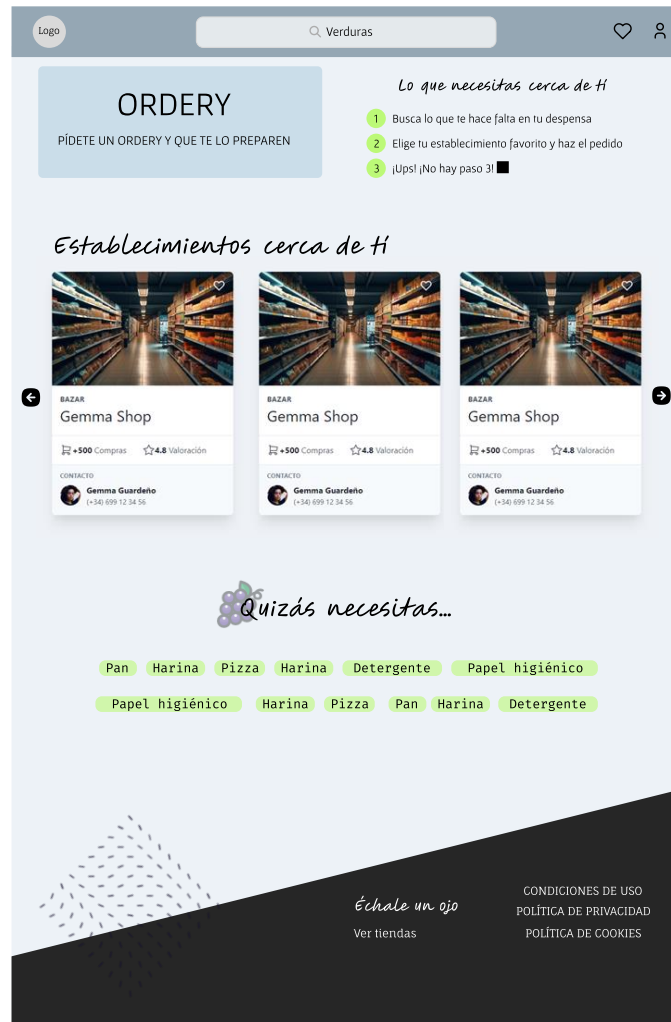 Logo
Verduras
ORDERY
PÍDETE UN ORDERY Y QUE TE LO PREPAREN
Lo que necesitas cerca de tí
1 Busca lo que te hace falta en tu despensa
2 Elige tu establecimiento favorito y haz el pedido
3 ¡Ups! ¡No hay paso 3!
Establecimientos cerca de tí
BAZAR
Gemma Shop
+500 Compras 4.8 Valoración
CONTACTO
Gemma Guardeño
(+34) 699 12 34 56
BAZAR
Gemma Shop
+500 Compras 4.8 Valoración
CONTACTO
Gemma Guardeño
(+34) 699 12 34 56
BAZAR
Gemma Shop
+500 Compras 4.8 Valoración
CONTACTO
Gemma Guardeño
(+34) 699 12 34 56
Quizás necesitas...
Pan Harina Pizza Harina Detergente Papel higiénico
Papel higiénico Harina Pizza Pan Harina Detergente
Échale un ojo
Ver tiendas
CONDICIONES DE USO
POLÍTICA DE PRIVACIDAD
POLÍTICA DE COOKIES